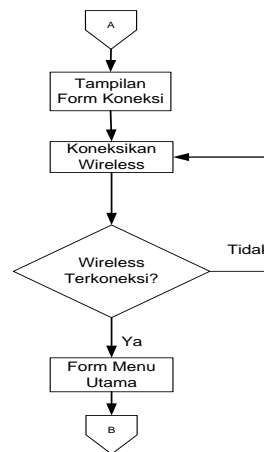 A
Tampilan
Form Koneksi
Koneksikan
Wireless
Wireless
Terkoneksi?
Tidak
Ya
Form Menu
Utama
B